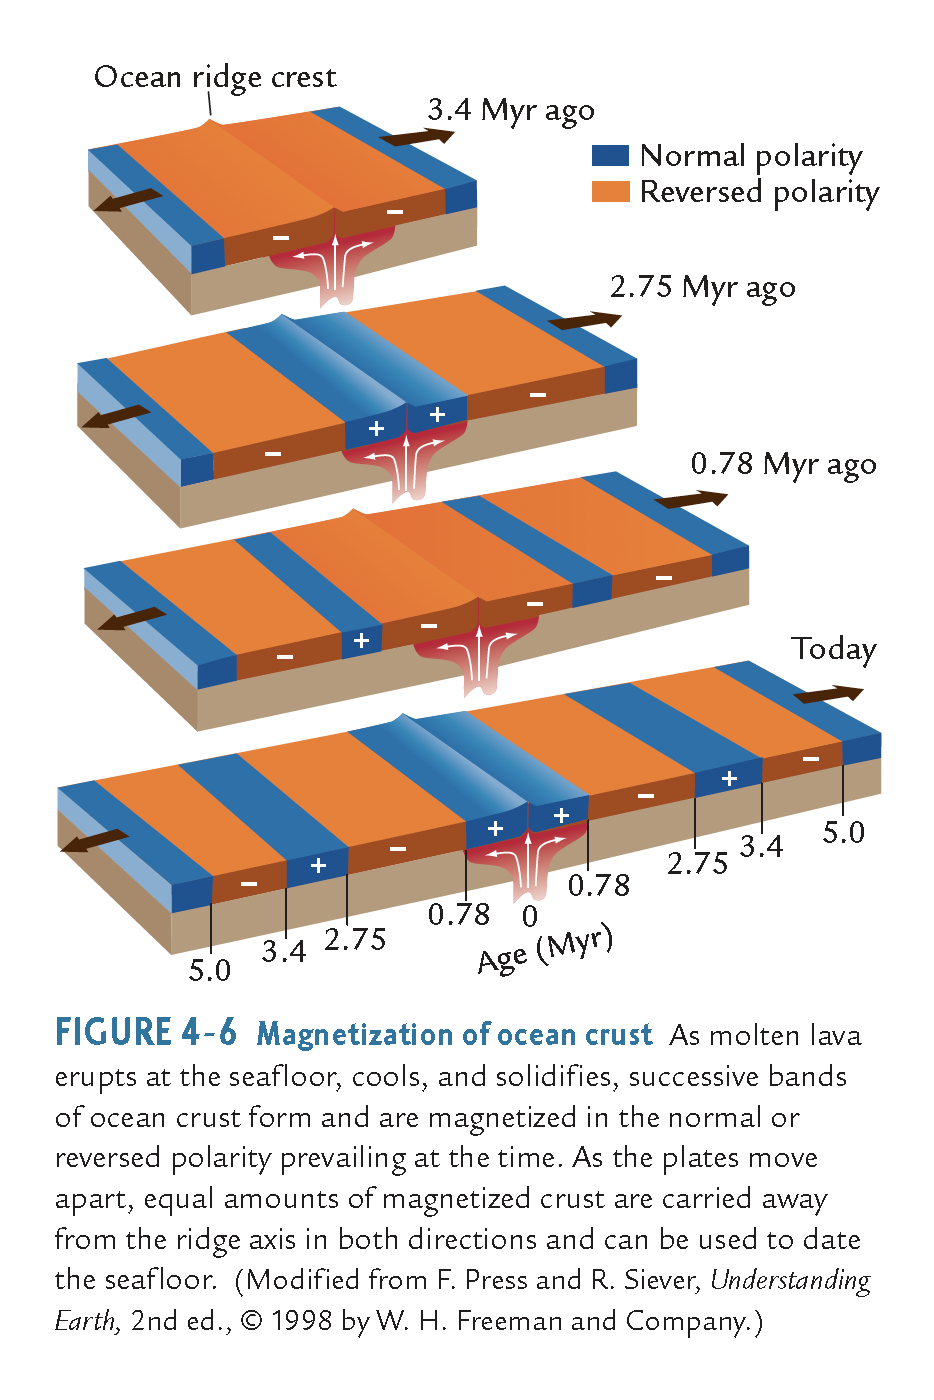 Ocean ridge crest
3.4 Myr ago
Normal polarity
Reversed polarity
–
–
2.75 Myr ago
–
+
+
–
0.78 Myr ago
–
+
–
–
–
Today
–
+
–
+
+
–
+
–
5.0
3.4
2.75
0.78
0
0.78
2.75
3.4
5.0
Age (Myr)
FIGURE 4-6 Magnetization of ocean crust As molten lava
erupts at the seafloor, cools, and solidifies, successive bands
of ocean crust form and are magnetized in the normal or
reversed polarity prevailing at the time. As the plates move
apart, equal amounts of magnetized crust are carried away
from the ridge axis in both directions and can be used to date
the seafloor. (Modified from F. Press and R. Siever, Understanding
Earth, 2nd ed., © 1998 by W. H. Freeman and Company.)